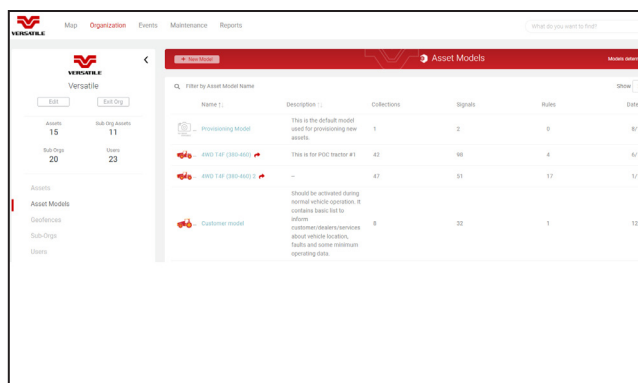 VERSATILE
Map Organization Events Maintenance Reports
What do you want to find?
VERSATILE
Versatile
Edit Exit Org
Assets Sub Org Assets
15 11
Sub Orgs Users
20 23
Assets
Asset Models
Geofences
Sub-Orgs
Users
+ New Model Asset Models Models determ
Filter by Asset Model Name Show
Name Description Collections Signals Rules Date
Provisioning Model This is the default model used for provisioning new assets. 1 2 0 8/
4WD T4F (380-460) This is for POC tractor #1 42 98 4 6/
4WD T4F (380-460) 2 -- 47 51 17 1/
Customer model Should be activated during normal vehicle operation. It contains basic list to inform customer/dealers/services about vehicle location, faults and some minimum operating data. 8 32 1 12